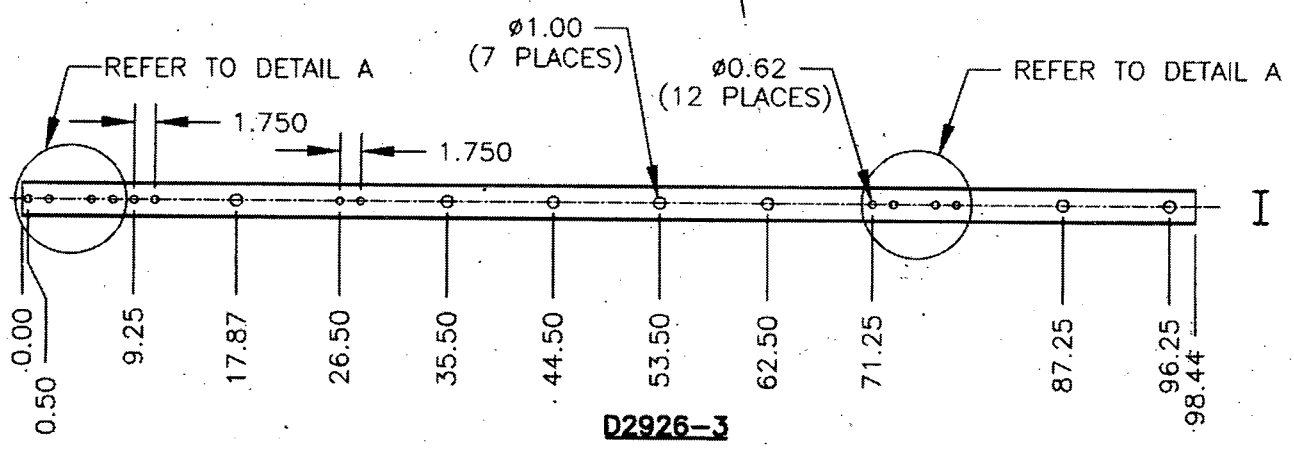 ø1.00
(7 PLACES)
REFER TO DETAIL A
ø0.62
(12 PLACES)
REFER TO DETAIL A
1.750
1.750
0.00
0.50
9.25
17.87
26.50
35.50
44.50
53.50
62.50
71.25
87.25
96.25
98.44
D2926-3